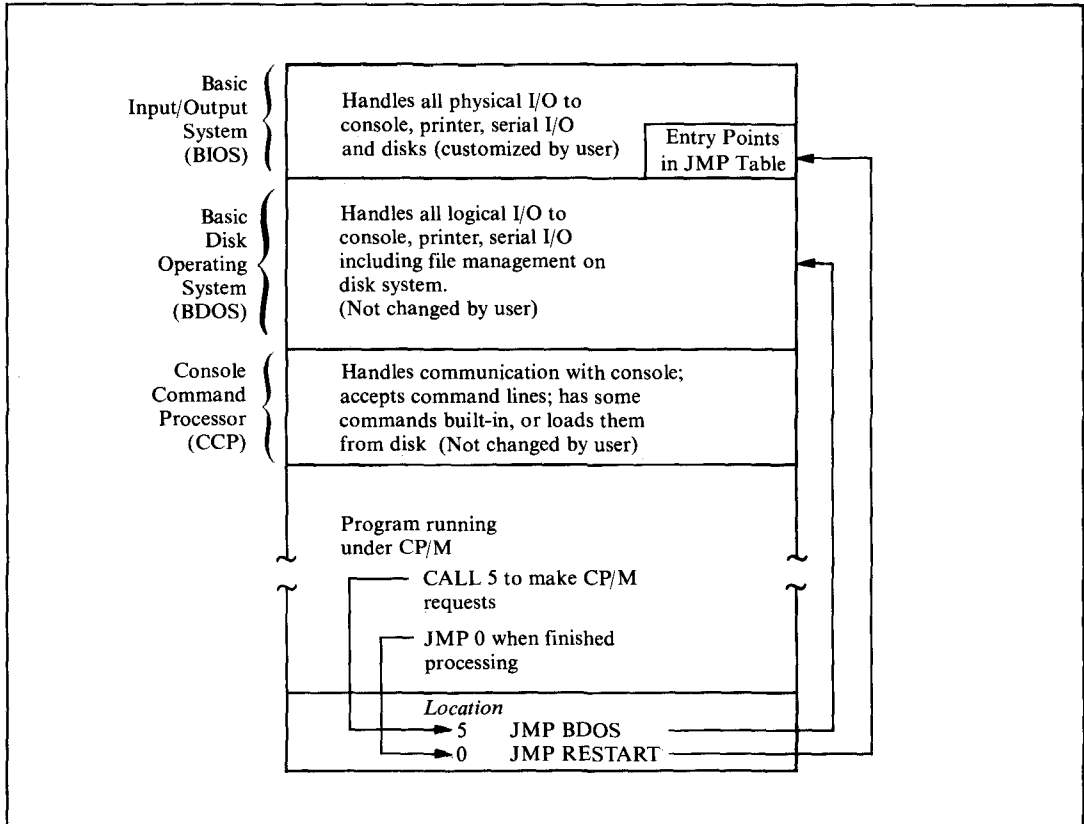 Basic
Input/Output
System
(BIOS)
Handles all physical I/O to
console, printer, serial I/O
and disks (customized by user)
Entry Points
in JMP Table
Basic
Disk
Operating
System
(BDOS)
Handles all logical I/O to
console, printer, serial I/O
including file management on
disk system.
(Not changed by user)
Console
Command
Processor
(CCP)
Handles communication with console;
accepts command lines; has some
commands built-in, or loads them
from disk (Not changed by user)
Program running
under CP/M
CALL 5 to make CP/M
requests
JMP 0 when finished
processing
Location
5 JMP BDOS
0 JMP RESTART